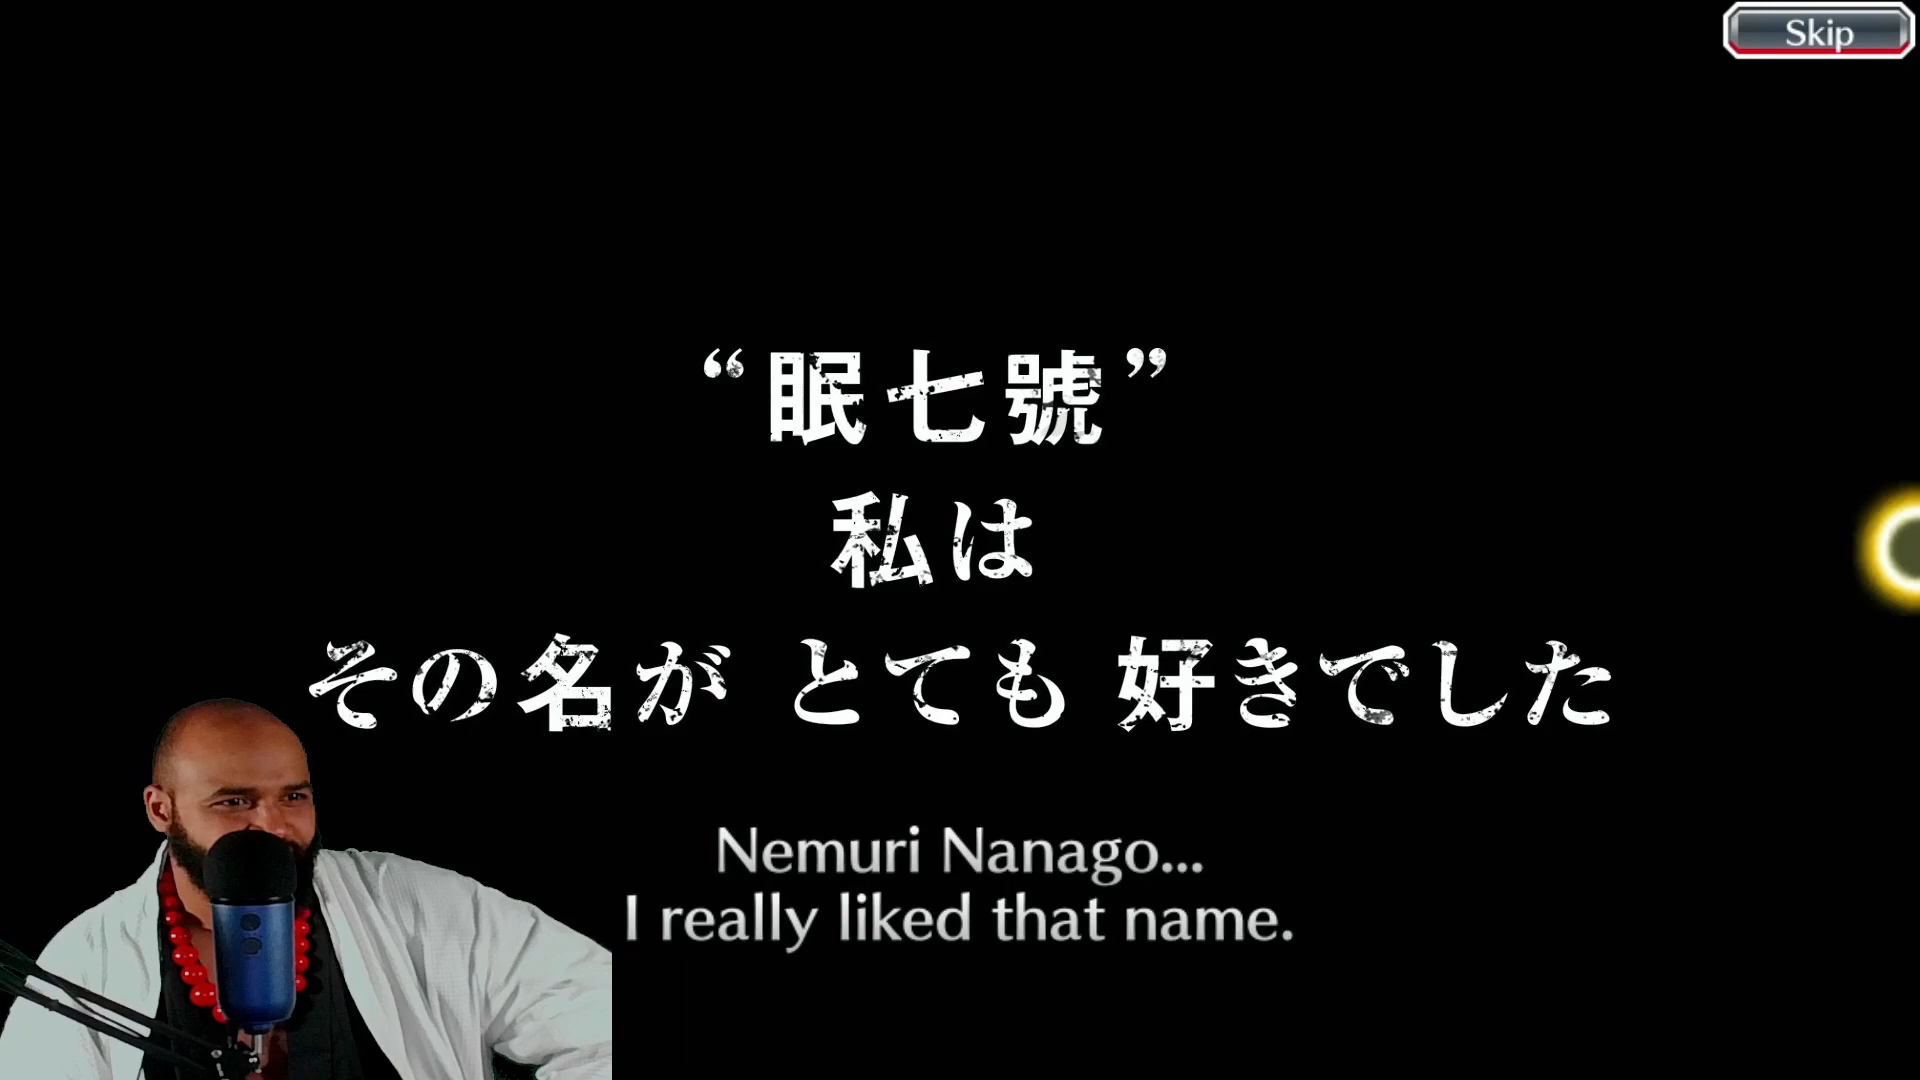 Skip
“眠七號”
私は
その名が とても 好きでした
Nemuri Nanago...
I really liked that name.